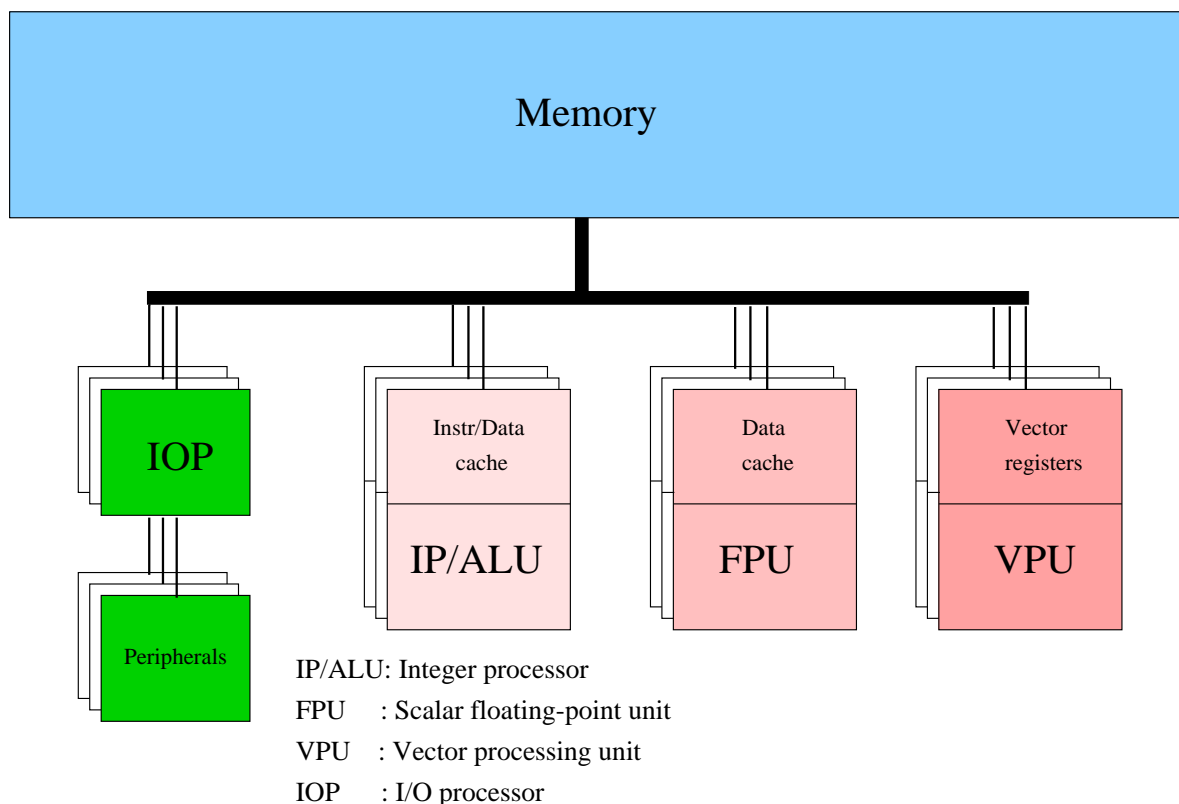 Memory
IOP
Instr/Data
cache
Data
cache
Vector
registers
IP/ALU
FPU
VPU
Peripherals
IP/ALU: Integer processor
FPU : Scalar floating-point unit
VPU : Vector processing unit
IOP : I/O processor